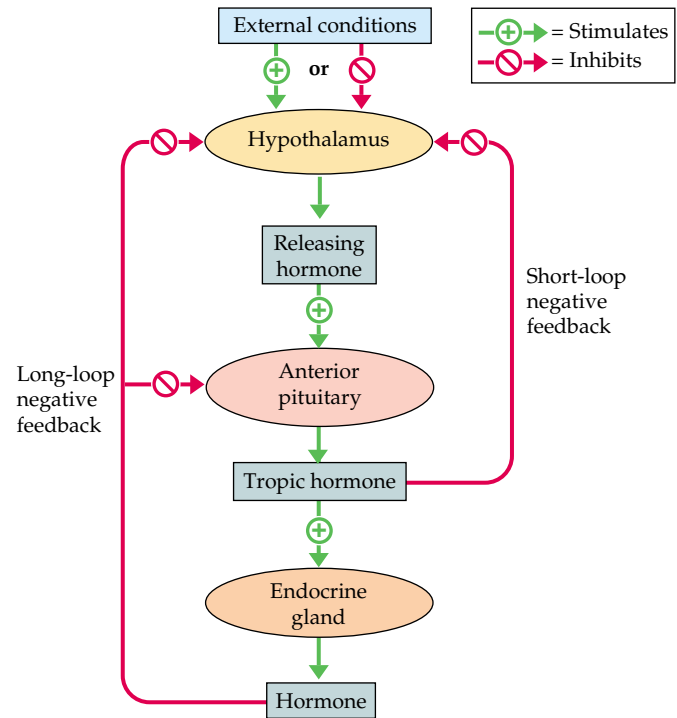 External conditions
or
= Stimulates
= Inhibits
Hypothalamus
Releasing
hormone
Short-loop
negative
feedback
Anterior
pituitary
Long-loop
negative
feedback
Tropic hormone
Endocrine
gland
Hormone